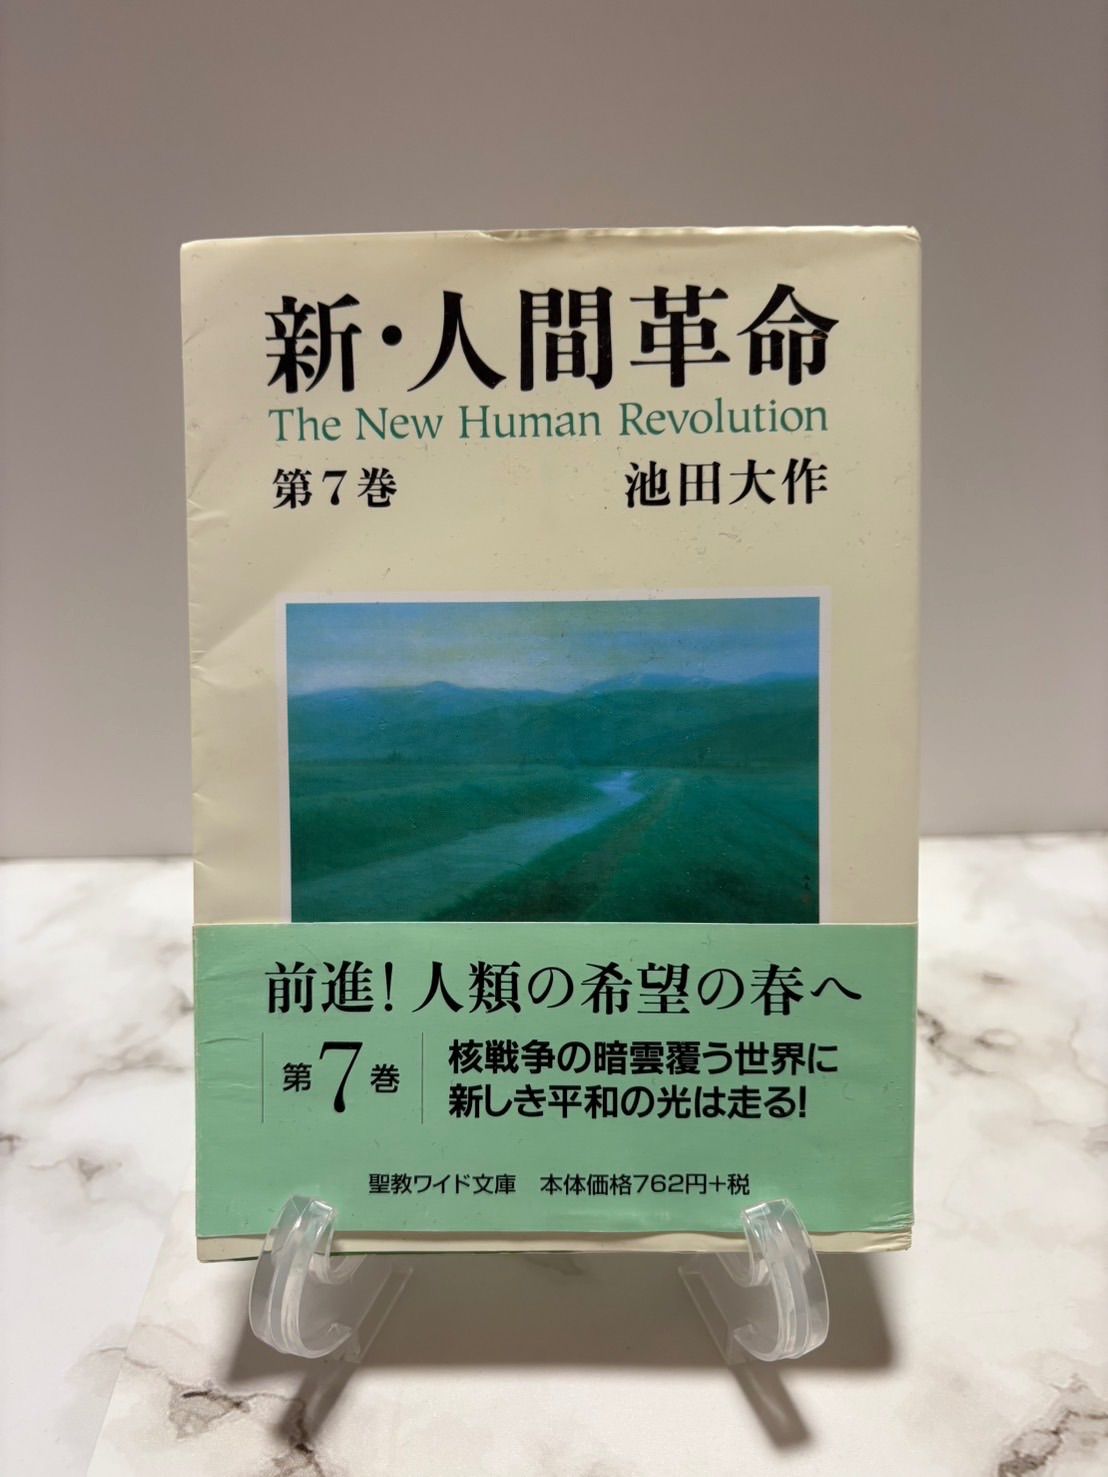 新・人間革命
The New Human Revolution
第7巻 池田大作
前進！人類の希望の春へ
第7巻
核戦争の暗雲覆う世界に
新しき平和の光は走る！
聖教ワイド文庫 本体価格762円+税